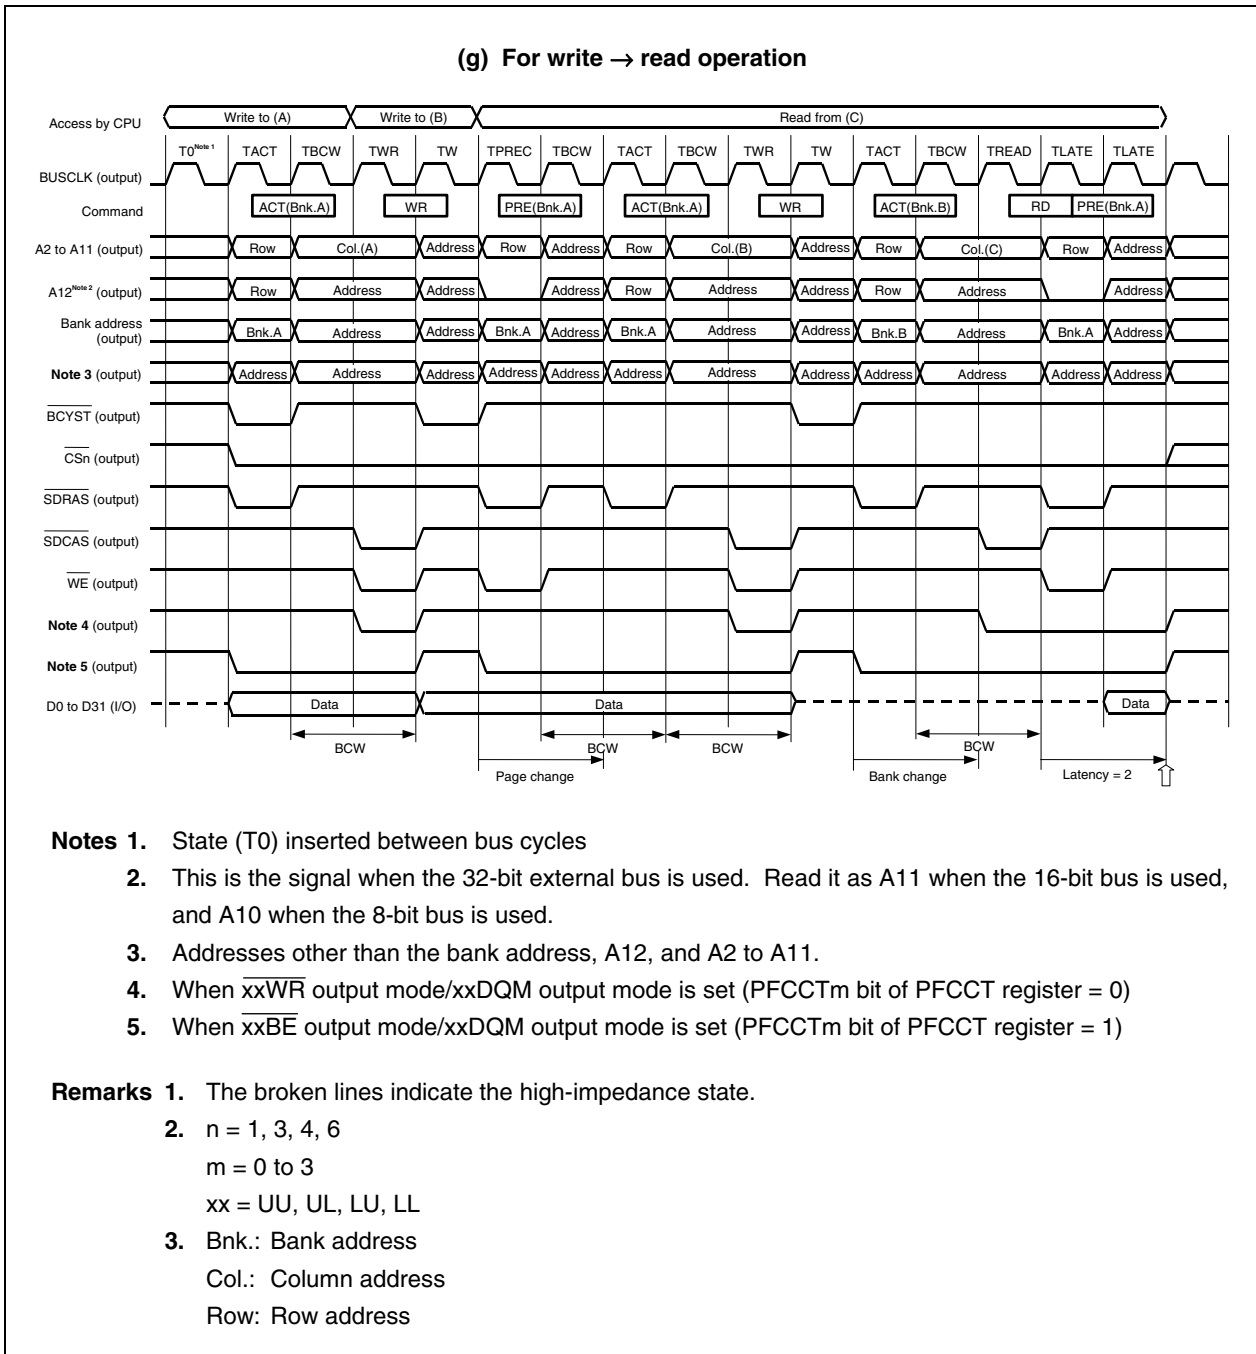 (g) For write → read operation
Access by CPU Write to (A) Write to (B) Read from (C)
T0Note 1 TACT TBCW TWR TW TPREC TBCW TACT TBCW TWR TW TACT TBCW TREAD TLATE TLATE
BUSCLK (output)
Command ACT(Bnk.A) WR PRE(Bnk.A) ACT(Bnk.A) WR ACT(Bnk.B) RD PRE(Bnk.A)
A2 to A11 (output) Row Col.(A) Address Row Address Row Col.(B) Address Row Col.(C) Row Address
A12Note 2 (output) Row Address Address Address Row Address Address Row Address Address
Bank address
(output) Bnk.A Address Address Bnk.A Address Bnk.A Address Address Bnk.B Address Bnk.A Address
Note 3 (output) Address Address Address Address Address Address Address Address Address Address Address Address
BCYST (output)
CSn (output)
SDRAS (output)
SDCAS (output)
WE (output)
Note 4 (output)
Note 5 (output)
D0 to D31 (I/O) Data Data Data
BCW BCW BCW BCW
Page change Bank change Latency = 2
Notes 1. State (T0) inserted between bus cycles
2. This is the signal when the 32-bit external bus is used. Read it as A11 when the 16-bit bus is used,
and A10 when the 8-bit bus is used.
3. Addresses other than the bank address, A12, and A2 to A11.
4. When xxWR output mode/xxDQM output mode is set (PFCCTm bit of PFCCT register = 0)
5. When xxBE output mode/xxDQM output mode is set (PFCCTm bit of PFCCT register = 1)
Remarks 1. The broken lines indicate the high-impedance state.
2. n = 1, 3, 4, 6
m = 0 to 3
xx = UU, UL, LU, LL
3. Bnk.: Bank address
Col.: Column address
Row: Row address